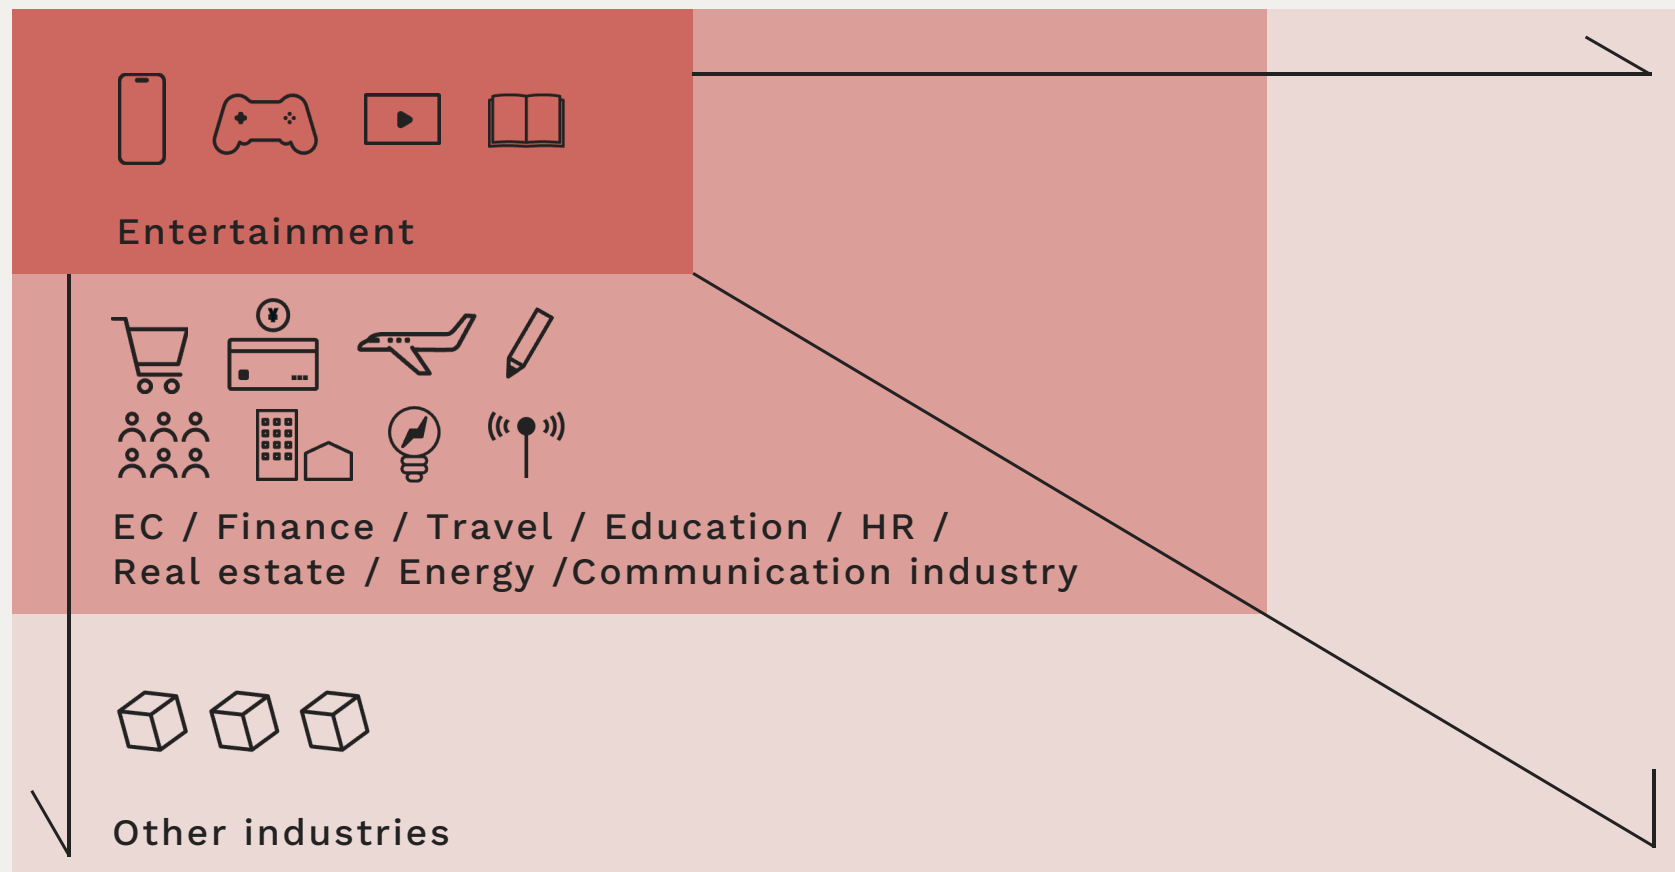 Entertainment
¥
EC / Finance / Travel / Education / HR /
Real estate / Energy /Communication industry
Other industries